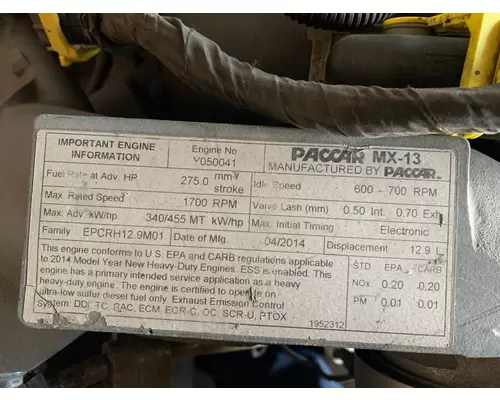 IMPORTANT ENGINE INFORMATION
Engine No Y050041
PACCAR MX-13
MANUFACTURED BY PACCAR
Fuel Rate at Adv. HP 275.0 mm³/stroke
Idle Speed 600 - 700 RPM
Max. Rated Speed 1700 RPM
Valve Lash (mm) 0.50 Int. 0.70 Exh
Max. Adv kW/hp 340/455 MT kW/hp
Max. Initial Timing Electronic
Family EPCRH12.9M01
Date of Mfg. 04/2014
Displacement 12.9 L
This engine conforms to U.S. EPA and CARB regulations applicable
to 2014 Model Year New Heavy-Duty Engines. ESS is enabled. This
engine has a primary intended service application as a heavy
heavy-duty engine. The engine is certified to operate on
ultra-low sulfur diesel fuel only. Exhaust Emission Control
System: DDI, TC, CAC, ECM, EGR-C, OC, SCR-U, PTOX
STD EPA CARB
NOx 0.20 0.20
PM 0.01 0.01
1952312